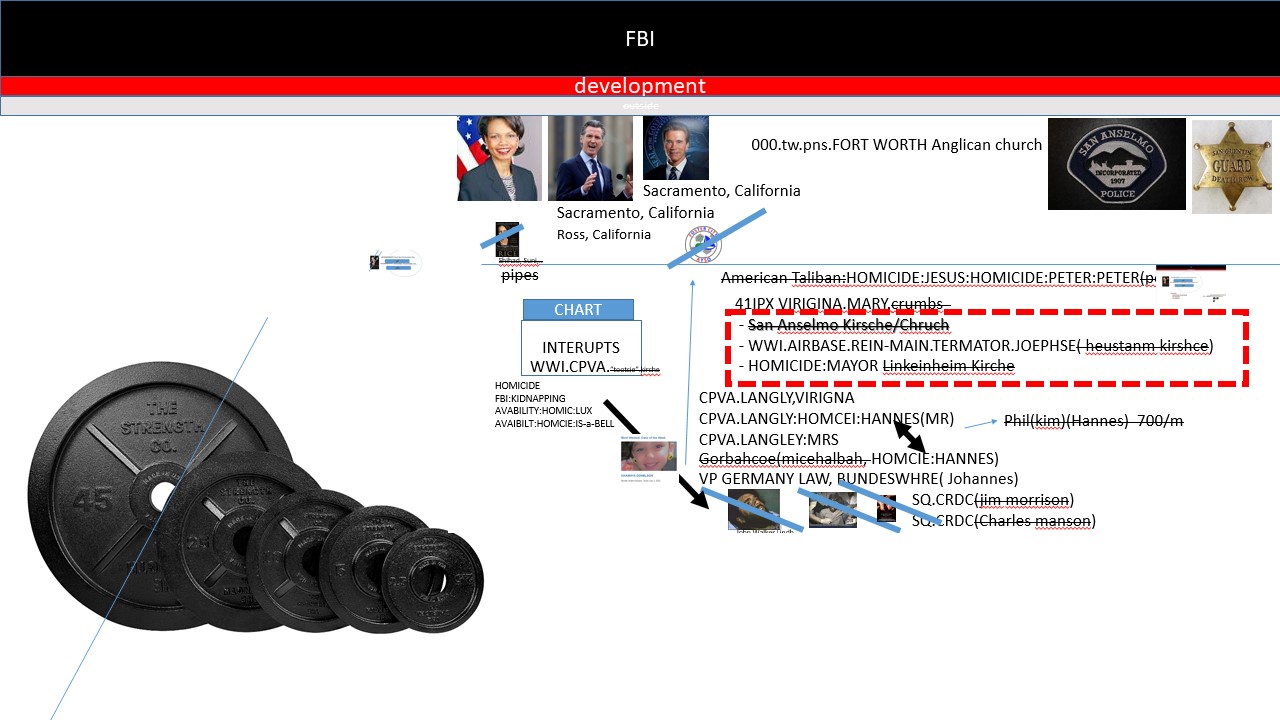 FBI
development
outside
000.tw.pns.FORT WORTH Anglican church
SAN ANSELMO
INCORPORATED
1907
POLICE
SAN QUENTIN
GUARD
DEATH ROW
Sacramento, California
Sacramento, California
Ross, California
pipes
American Taliban:HOMICIDE:JESUS:HOMICIDE:PETER:PETER(p
41JPX VIRIGINA.MARY.crumbs
CHART
INTERUPTS
WWI.CPVA."tootsie" kirche
- San Anselmo Kirsche/Chruch
- WWI.AIRBASE.REIN-MAIN.TERMATOR.JOEPHSE( heustanm kirshce)
- HOMICIDE:MAYOR Linkeinheim Kirche
HOMICIDE
FBI:KIDNAPPING
AVABILITY:HOMIC:LUX
AVAIBILT:HOMCIE:IS-a-BELL
CPVA.LANGLY,VIRIGNA
CPVA.LANGLY:HOMCEI:HANNES(MR)
Phil(kim)(Hannes) 700/m
CPVA.LANGLEY:MRS
Gorbahcoe(micehalbah, HOMCIE:HANNES)
VP GERMANY LAW, BUNDESWHRE( Johannes)
SQ.CRDC(jim morrison)
SQ.CRDC(Charles manson)
John Walker Lindh
THE
STRENGTH
CO.
45